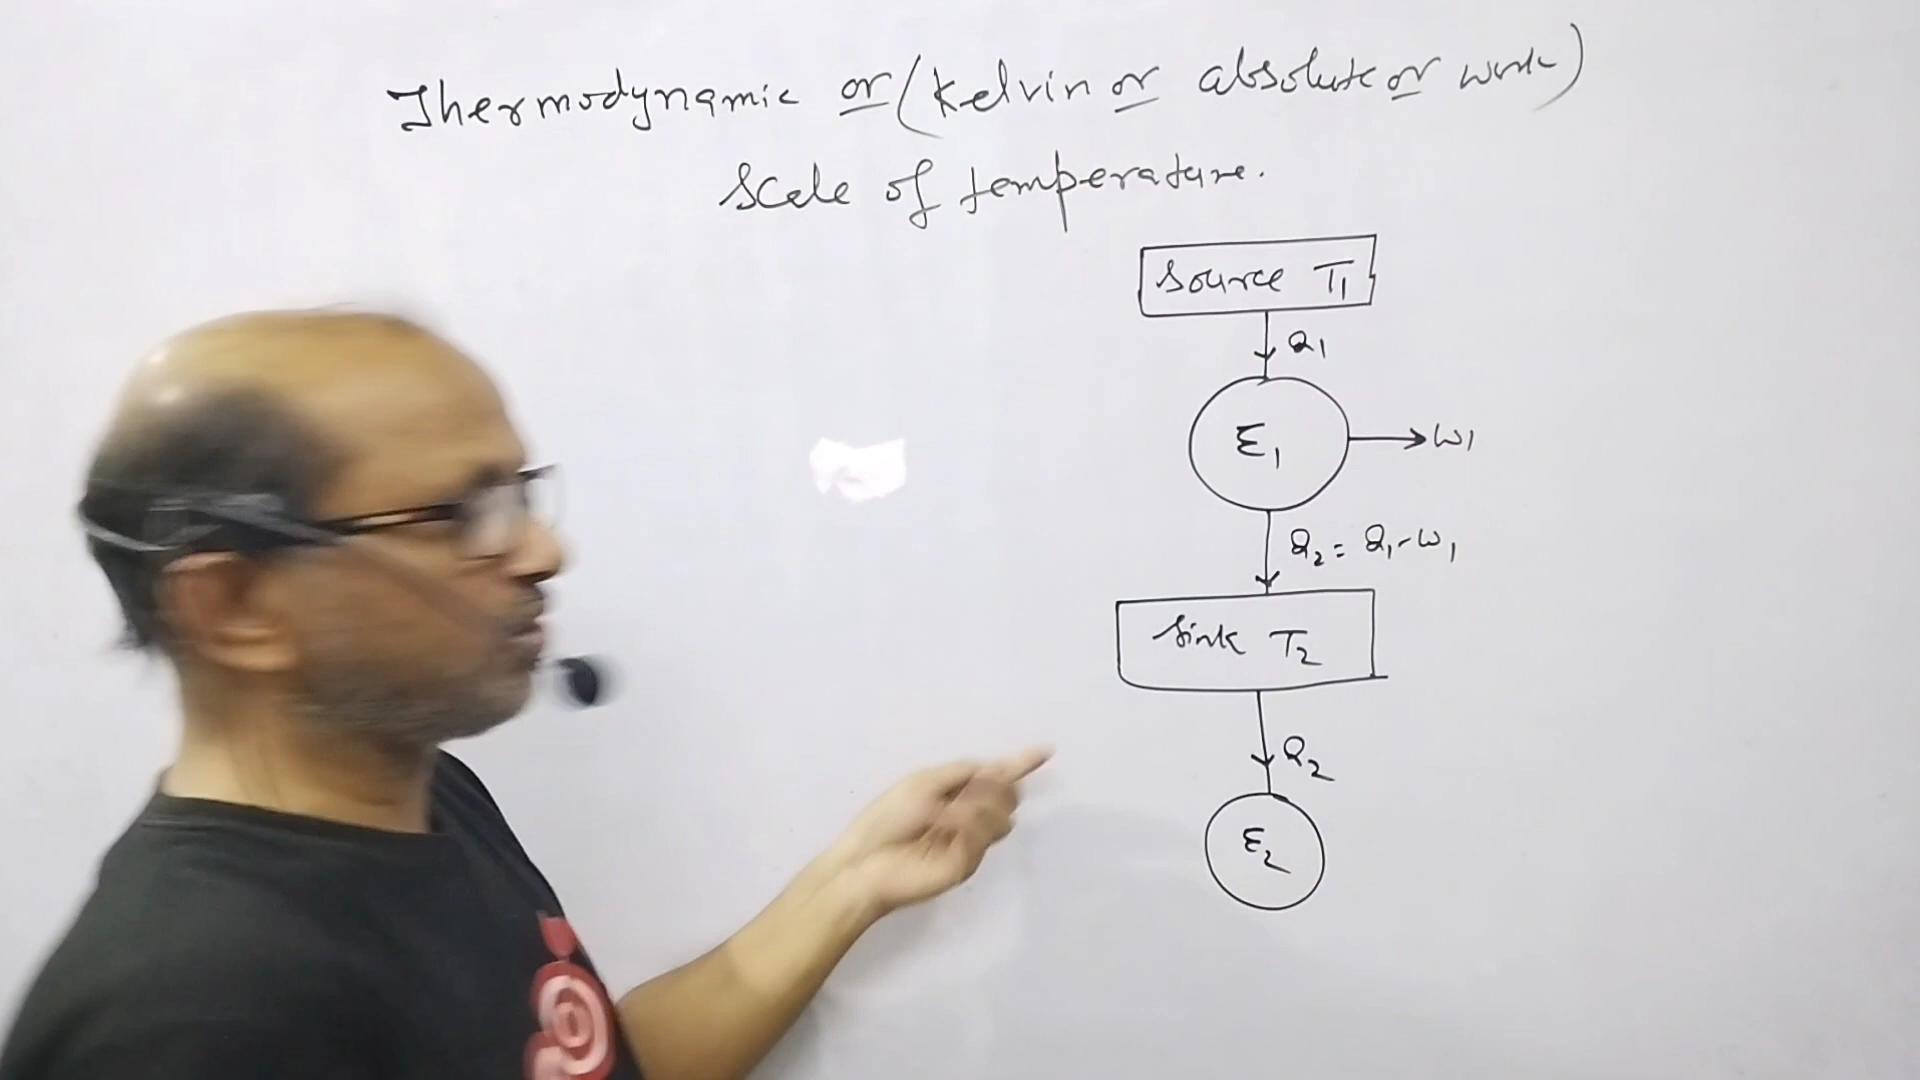 Thermodynamic or (Kelvin or absolute or work)
Scale of temperature.
Source T1
Q1
E1
W1
Q2 = Q1 - W1
Sink T2
Q2
E2